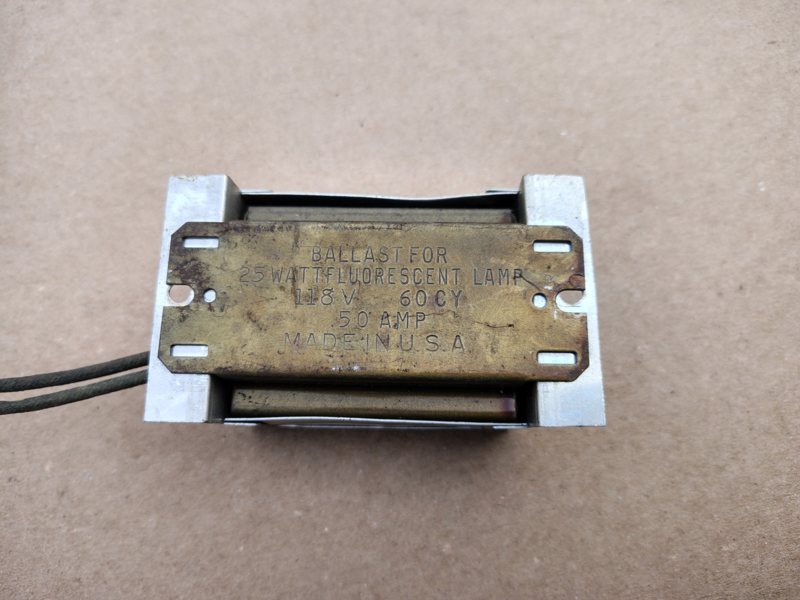 BALLAST FOR
25 WATT FLUORESCENT LAMP
118 V. 60 CY
.50 AMP
MADE IN U.S.A